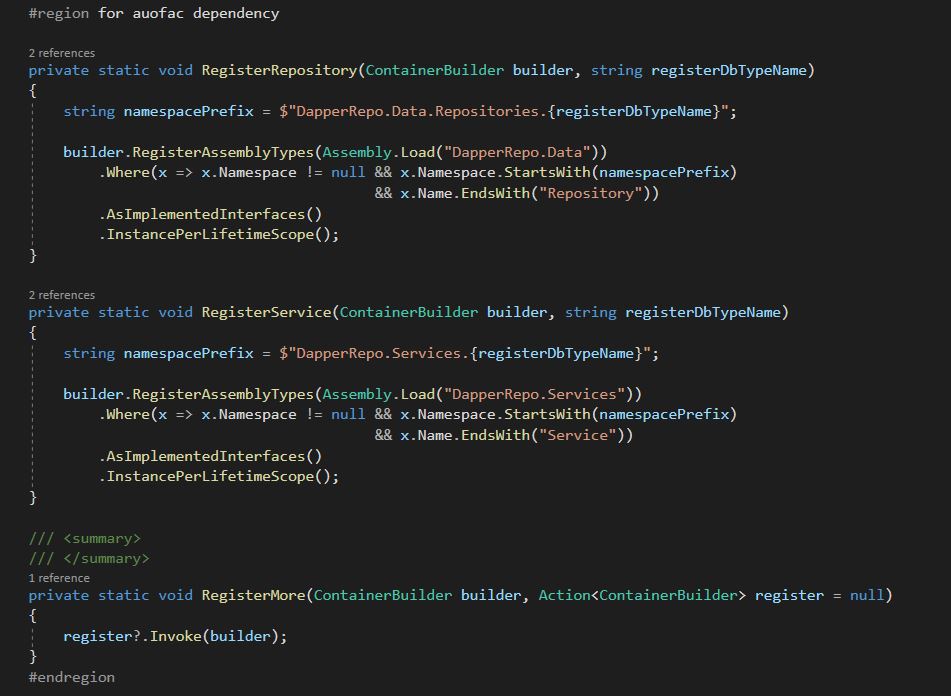 #region for auofac dependency
2 references
private static void RegisterRepository(ContainerBuilder builder, string registerDbTypeName)
{
string namespacePrefix = $"DapperRepo.Data.Repositories.{registerDbTypeName}";
builder.RegisterAssemblyTypes(Assembly.Load("DapperRepo.Data"))
.Where(x => x.Namespace != null && x.Namespace.StartsWith(namespacePrefix)
&& x.Name.EndsWith("Repository"))
.AsImplementedInterfaces()
.InstancePerLifetimeScope();
}
2 references
private static void RegisterService(ContainerBuilder builder, string registerDbTypeName)
{
string namespacePrefix = $"DapperRepo.Services.{registerDbTypeName}";
builder.RegisterAssemblyTypes(Assembly.Load("DapperRepo.Services"))
.Where(x => x.Namespace != null && x.Namespace.StartsWith(namespacePrefix)
&& x.Name.EndsWith("Service"))
.AsImplementedInterfaces()
.InstancePerLifetimeScope();
}
/// <summary>
/// </summary>
1 reference
private static void RegisterMore(ContainerBuilder builder, Action<ContainerBuilder> register = null)
{
register?.Invoke(builder);
}
#endregion